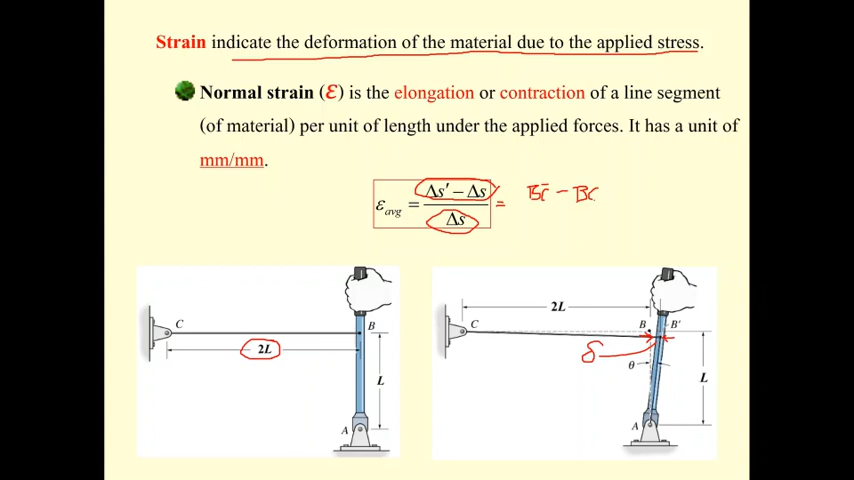 Strain indicate the deformation of the material due to the applied stress.
Normal strain (ε) is the elongation or contraction of a line segment
(of material) per unit of length under the applied forces. It has a unit of
mm/mm.
ε_avg = (Δs′ − Δs) / Δs =
− BC
C
2L
B
L
A
2L
C
B
B'
δ
θ
L
A